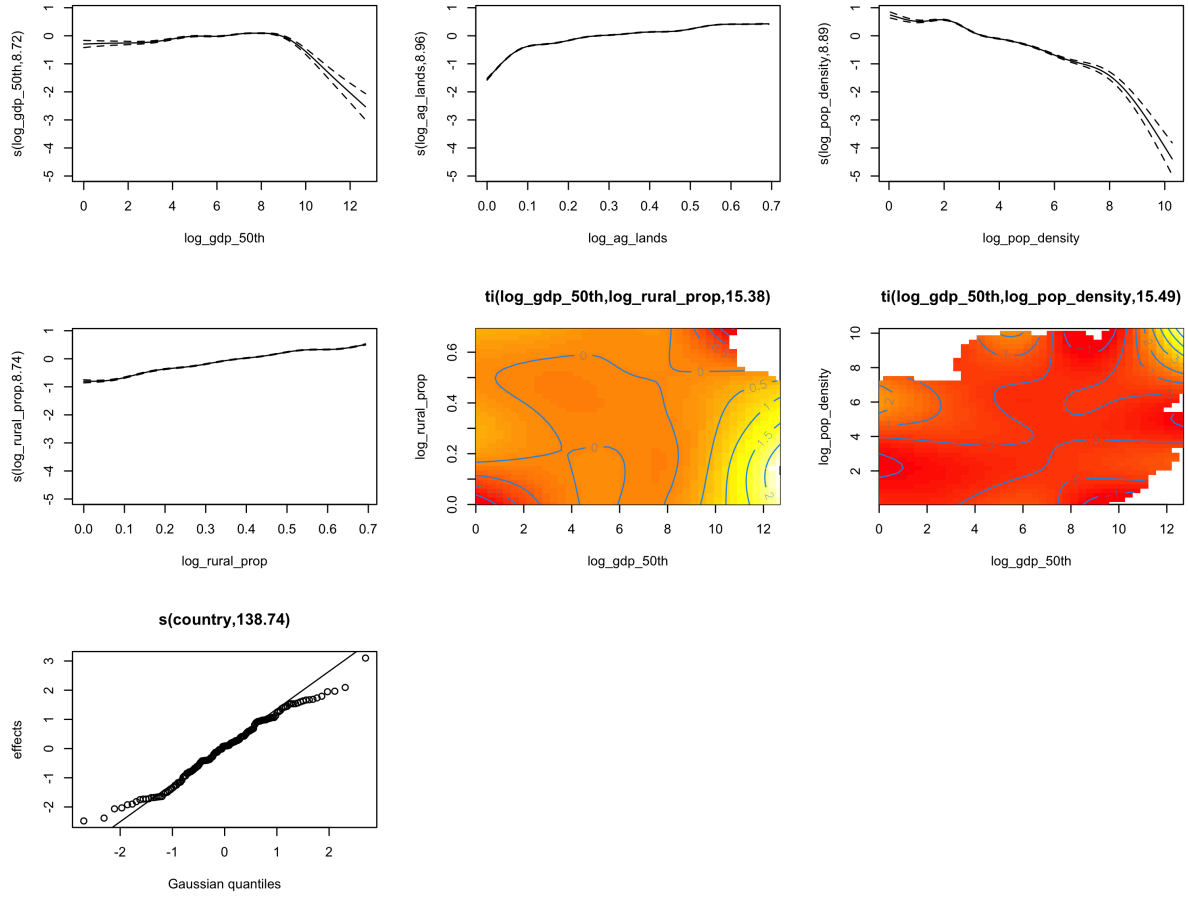 s(log_gdp_50th,8.72)
1
0
-1
-2
-3
-4
-5
0 2 4 6 8 10 12
log_gdp_50th
s(log_ag_lands,8.96)
1
0
-1
-2
-3
-4
-5
0.0 0.1 0.2 0.3 0.4 0.5 0.6 0.7
log_ag_lands
s(log_pop_density,8.89)
1
0
-1
-2
-3
-4
-5
0 2 4 6 8 10
log_pop_density
s(log_rural_prop,8.74)
1
0
-1
-2
-3
-4
-5
0.0 0.1 0.2 0.3 0.4 0.5 0.6 0.7
log_rural_prop
ti(log_gdp_50th,log_rural_prop,15.38)
log_rural_prop
0.6
0.4
0.2
0.0
0
0
0
0.5
1
1.5
2
0 2 4 6 8 10 12
log_gdp_50th
ti(log_gdp_50th,log_pop_density,15.49)
log_pop_density
10
8
6
4
2
0 2 4 6 8 10 12
log_gdp_50th
s(country,138.74)
effects
3
2
1
0
-1
-2
-2 -1 0 1 2
Gaussian quantiles